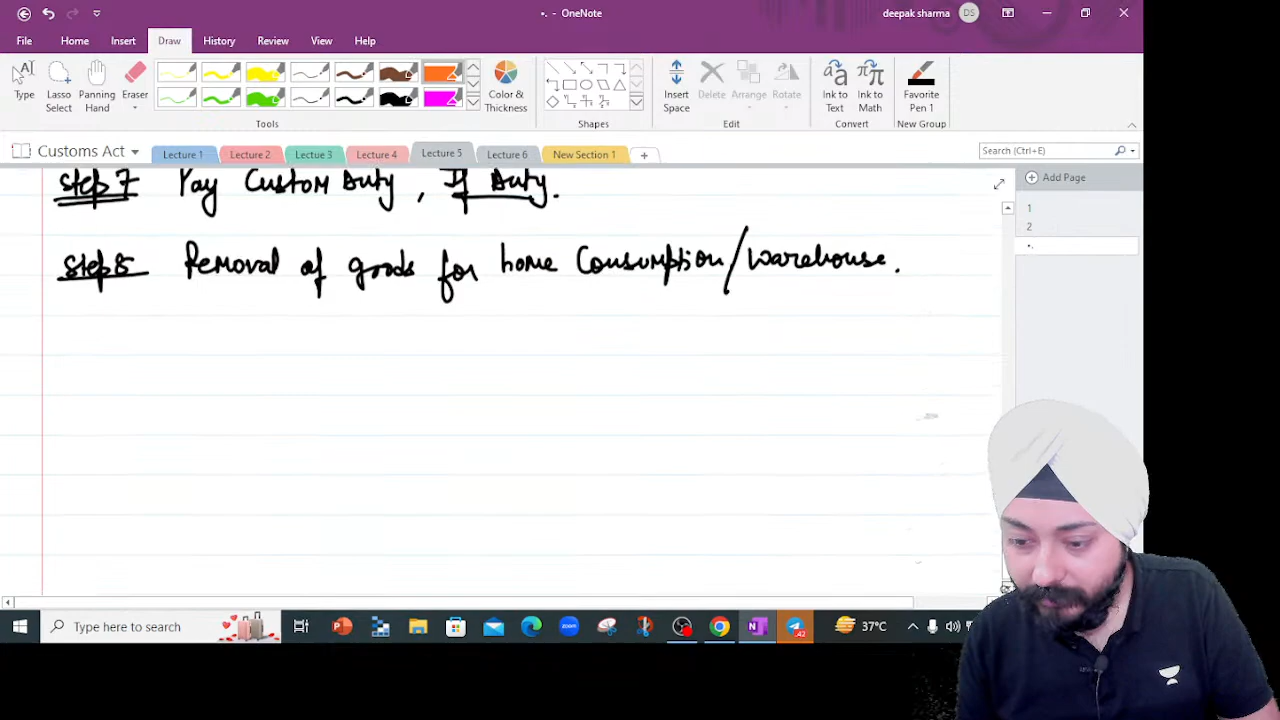 •. - OneNote
deepak sharma
DS
File Home Insert Draw History Review View Help
Type
Lasso Select
Panning Hand
Eraser
Color & Thickness
Insert Space
Delete
Arrange
Rotate
Ink to Text
Ink to Math
Favorite Pen 1
Tools Shapes Edit Convert New Group
Customs Act
Lecture 1 Lecture 2 Lectue 3 Lecture 4 Lecture 5 Lecture 6 New Section 1
Search (Ctrl+E)
Add Page
1
2
•.
Step 7 Pay Custom Duty, If Duty.
Step 8 Removal of goods for home Consumption/Warehouse.
Type here to search
zoom
42
37°C